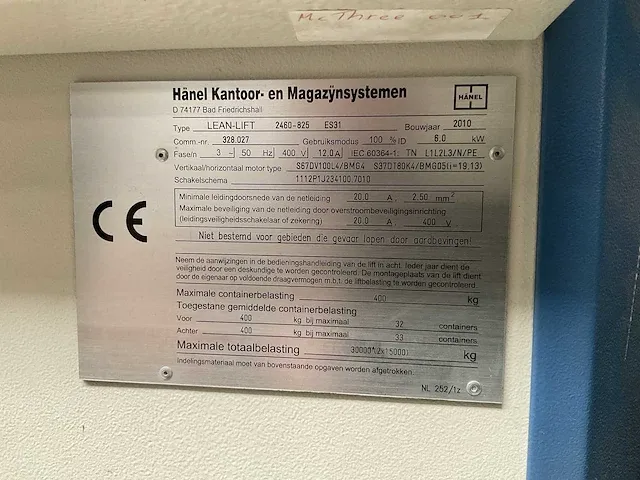 McThree 001
Hänel Kantoor- en Magazÿnsystemen
D 74177 Bad Friedrichshall
HÄNEL
Type LEAN-LIFT 2460-825 ES31 Bouwjaar 2010
Comm.-nr. 328.027 Gebruiksmodus 100 % ID 6,0 kW
Fase/n 3 ~ 50 Hz 400 V 12,0 A IEC 60364-1: TN L1L2L3/N/PE
Vertikaal/horizontaal motor type S67DV100L4/BMG4 S37DT80K4/BMG05(i=19.13)
Schakelschema 1112P1J234100.7010
Minimale leidingdoorsnede van de netleiding 20.0 A, 2.50 mm²
Maximale beveiliging van de netleiding door overstroombeveiligingsinrichting
(leidingsveiligheidsschakelaar of zekering) 20.0 A, 400 V
Niet bestemd voor gebieden die gevaar lopen door aardbevingen!
CE
Neem de aanwijzingen in de bedieningshandleiding van de lift in acht. Ieder jaar dient de
veiligheid door een deskundige te worden gecontroleerd. De montageplaats van de lift dient
door de eigenaar op voldoende draagvermogen m.b.t. de liftbelasting te worden gecontroleerd
Maximale containerbelasting 400 kg
Toegestane gemiddelde containerbelasting
Voor 400 kg bij maximaal 32 containers
Achter 400 kg bij maximaal 33 containers
Maximale totaalbelasting 30000(2x15000) kg
Indelingsmateriaal moet van bovenstaande opgaven worden afgetrokken.
NL 252/1z